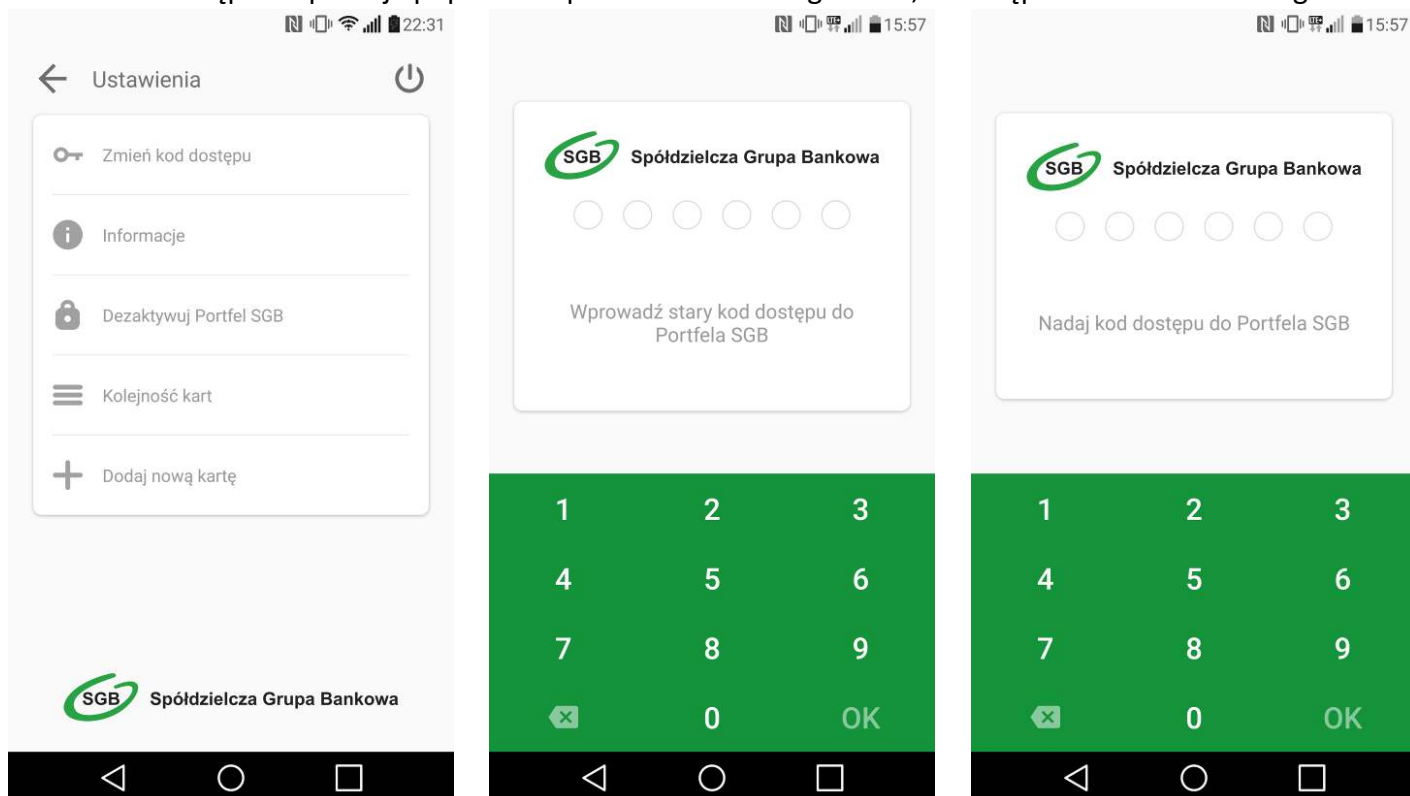 22:31
Ustawienia
Zmień kod dostępu
Informacje
Dezaktywuj Portfel SGB
Kolejność kart
Dodaj nową kartę
SGB Spółdzielcza Grupa Bankowa
15:57
SGB Spółdzielcza Grupa Bankowa
Wprowadź stary kod dostępu do
Portfela SGB
1 2 3
4 5 6
7 8 9
0 OK
15:57
SGB Spółdzielcza Grupa Bankowa
Nadaj kod dostępu do Portfela SGB
1 2 3
4 5 6
7 8 9
0 OK